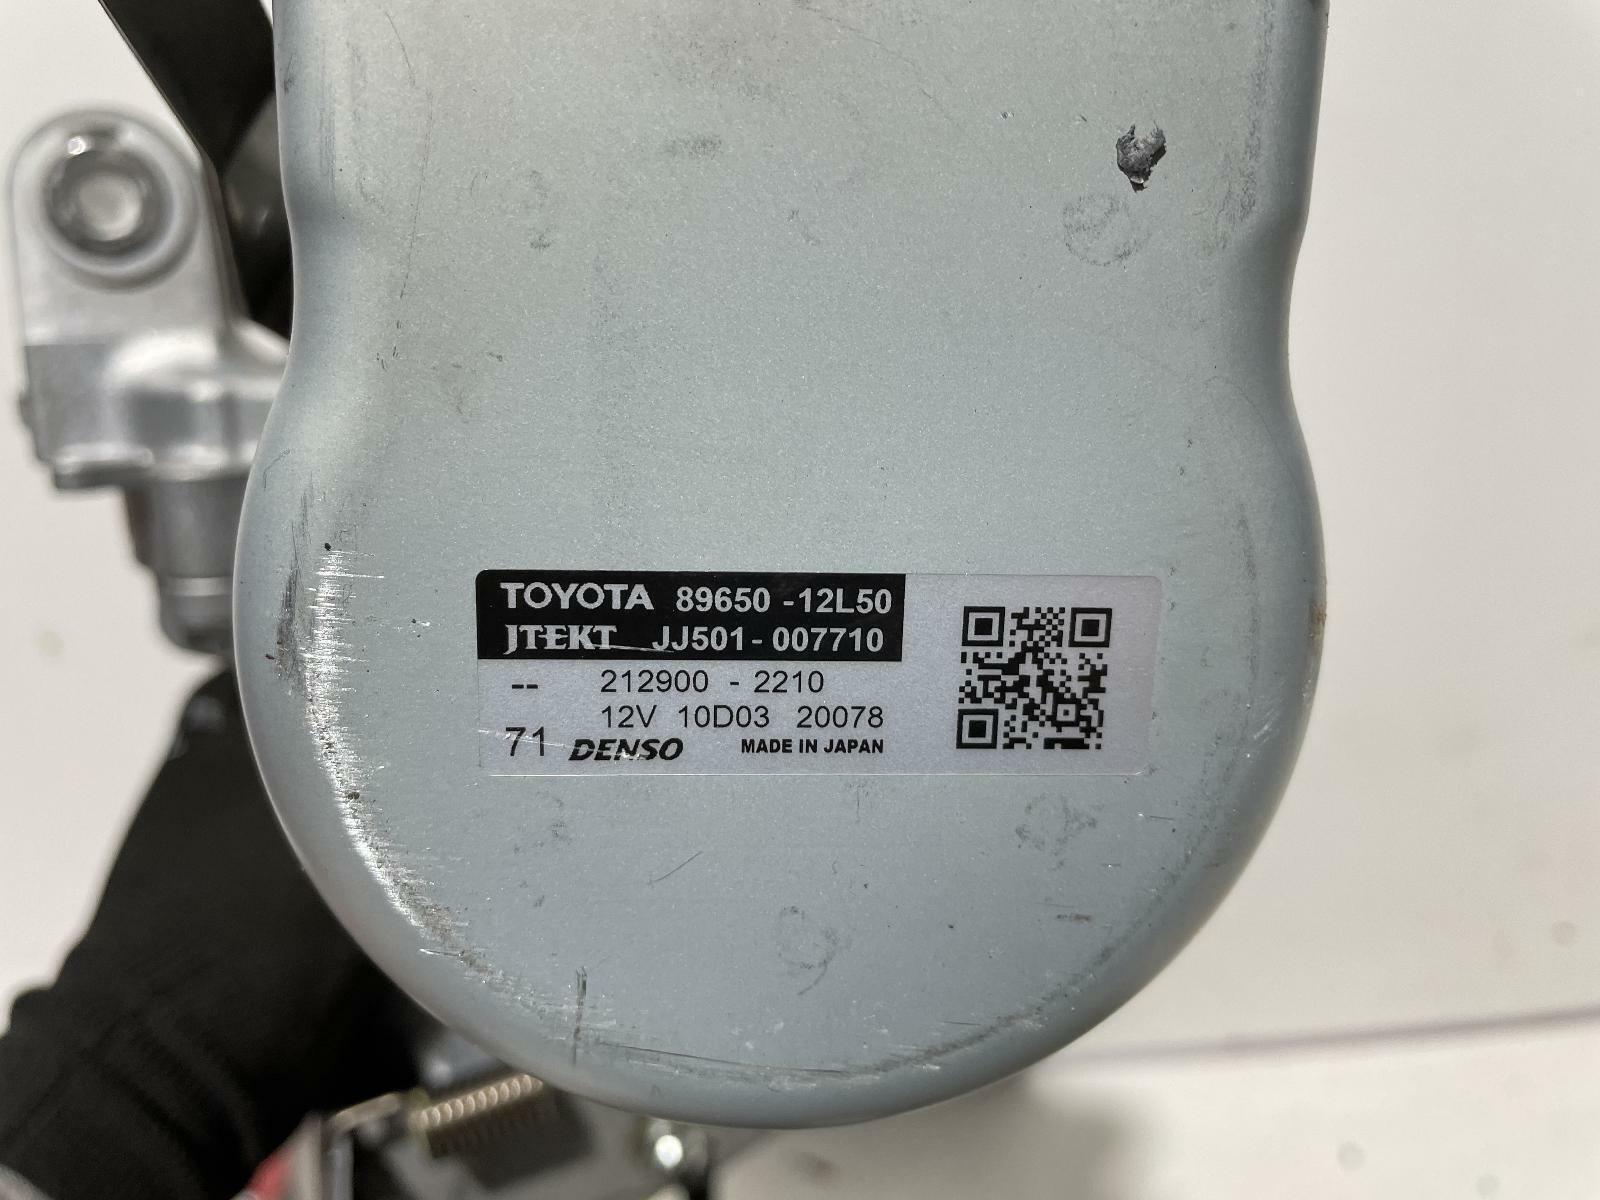 TOYOTA 89650 -12L50
JTEKT JJ501- 007710
-- 212900 - 2210
12V 10D03 20078
71 DENSO MADE IN JAPAN